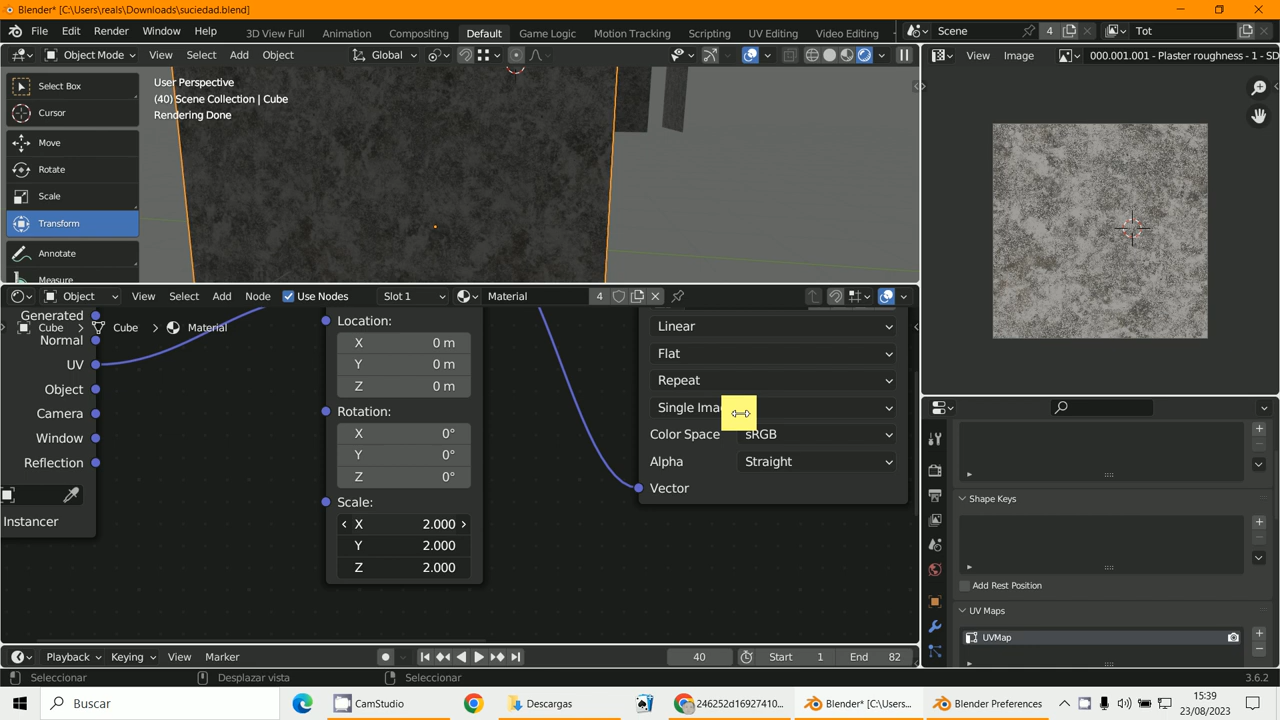 Blender* [C:\Users\reals\Downloads\suciedad.blend]
File Edit Render Window Help
3D View Full Animation Compositing Default Game Logic Motion Tracking Scripting UV Editing Video Editing
Scene 4
Tot
Object Mode View Select Add Object
Global
View Image
000.001.001 - Plaster roughness - 1 - SD
Select Box
Cursor
Move
Rotate
Scale
Transform
Annotate
Measure
User Perspective
(40) Scene Collection | Cube
Rendering Done
Object View Select Add Node Use Nodes Slot 1 Material 4
Generated
Cube Cube Material
Normal
UV
Object
Camera
Window
Reflection
Instancer
Location:
X 0 m
Y 0 m
Z 0 m
Rotation:
X 0°
Y 0°
Z 0°
Scale:
X 2.000
Y 2.000
Z 2.000
Linear
Flat
Repeat
Single Ima
Color Space sRGB
Alpha Straight
Vector
Shape Keys
Add Rest Position
UV Maps
UVMap
Playback Keying View Marker
40 Start 1 End 82
Seleccionar Desplazar vista Seleccionar 3.6.2
Buscar
CamStudio
Descargas
246252d16927410...
Blender* [C:\Users...
Blender Preferences
15:39
23/08/2023